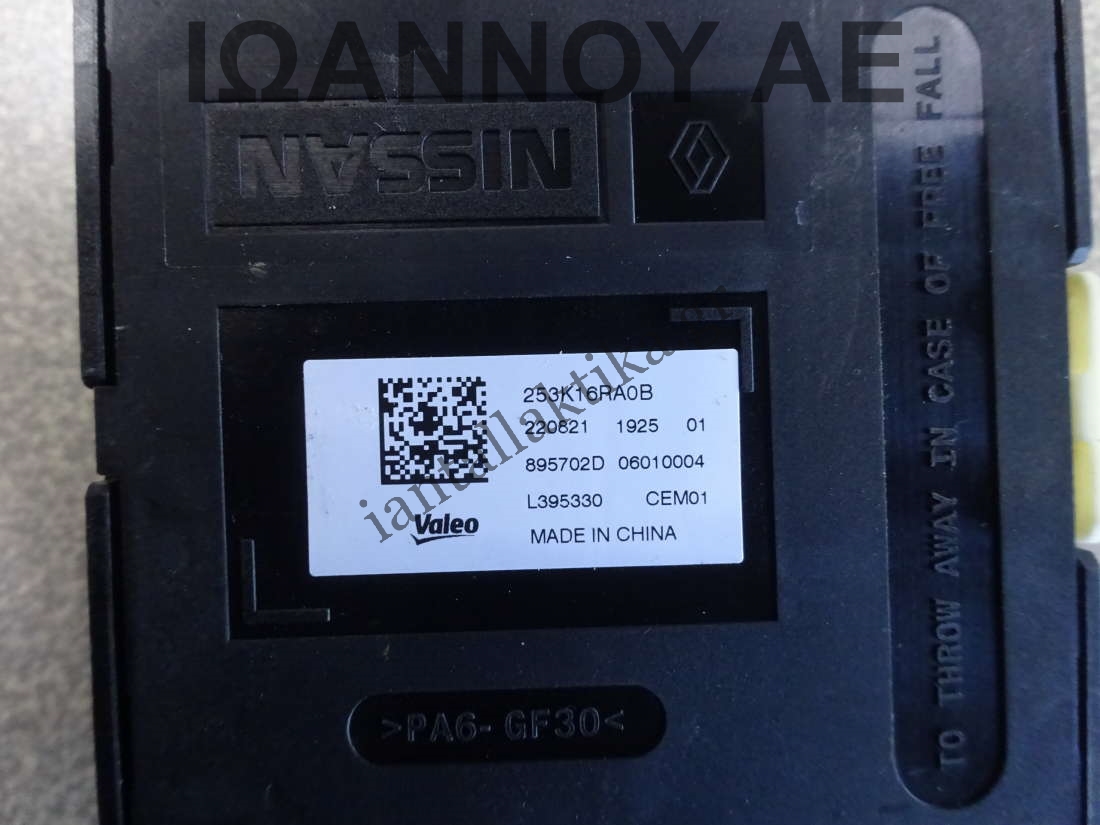 ΙΩΑΝΝΟΥ ΑΕ
NISSAN
TO THROW AWAY IN CASE OF FREE FALL
253K16RA0B
220821 1925 01
895702D 06010004
L395330 CEM01
Valeo
MADE IN CHINA
iantallaktika
>PA6-GF30<